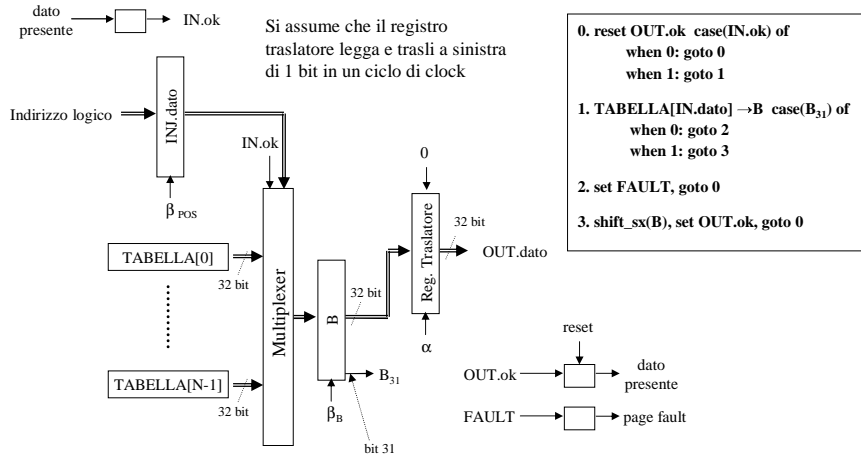 dato
presente
IN.ok
Si assume che il registro
traslatore legga e trasli a sinistra
di 1 bit in un ciclo di clock
0. reset OUT.ok case(IN.ok) of
when 0: goto 0
when 1: goto 1
1. TABELLA[IN.dato] →B case(B31) of
when 0: goto 2
when 1: goto 3
2. set FAULT, goto 0
3. shift_sx(B), set OUT.ok, goto 0
Indirizzo logico
INJ.dato
β POS
IN.ok
0
TABELLA[0]
32 bit
Multiplexer
B
32 bit
Reg. Traslatore
32 bit
OUT.dato
α
TABELLA[N-1]
32 bit
B31
βB
bit 31
reset
OUT.ok
dato
presente
FAULT
page fault